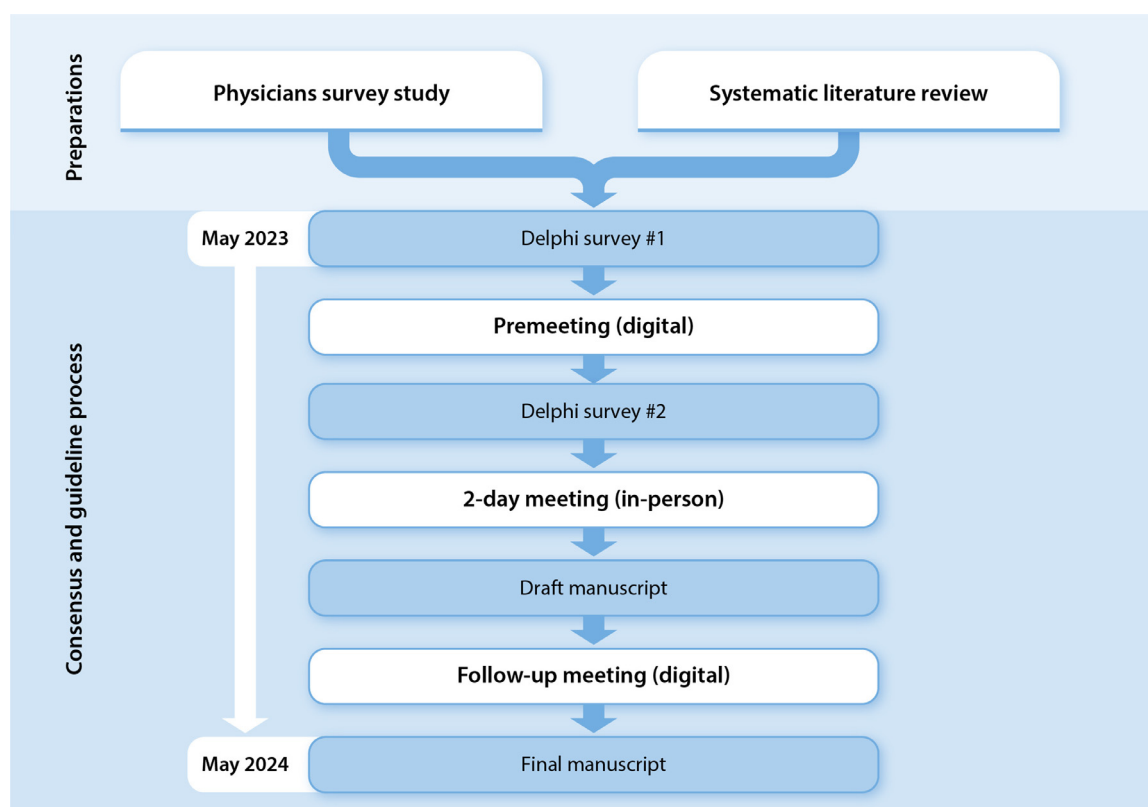 Preparations
Physicians survey study
Systematic literature review
Consensus and guideline process
May 2023
Delphi survey #1
Premeeting (digital)
Delphi survey #2
2-day meeting (in-person)
Draft manuscript
Follow-up meeting (digital)
May 2024
Final manuscript